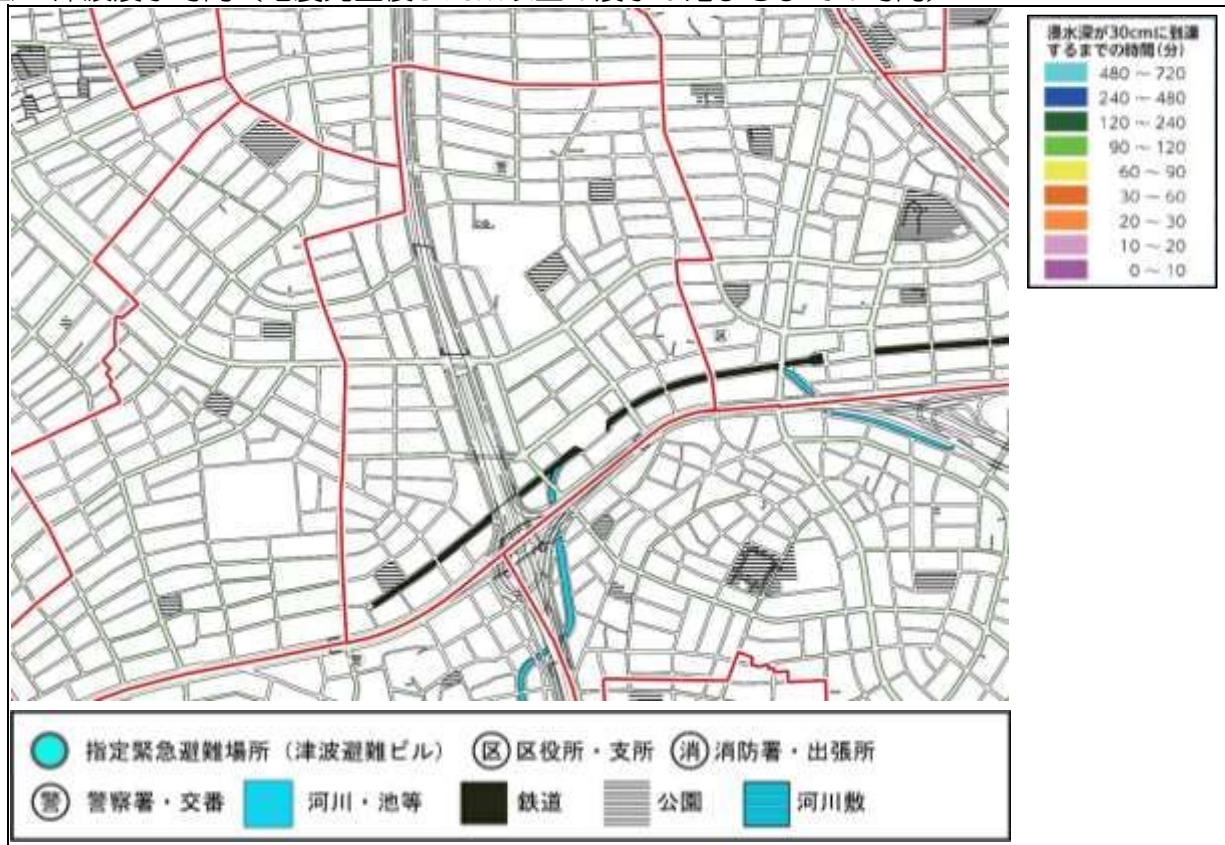 浸水深が30cmに到達
するまでの時間(分)
480 ～ 720
240 ～ 480
120 ～ 240
90 ～ 120
60 ～ 90
30 ～ 60
20 ～ 30
10 ～ 20
0 ～ 10
区
指定緊急避難場所（津波避難ビル） 区 区役所・支所 消 消防署・出張所
警 警察署・交番 河川・池等 鉄道 公園 河川敷